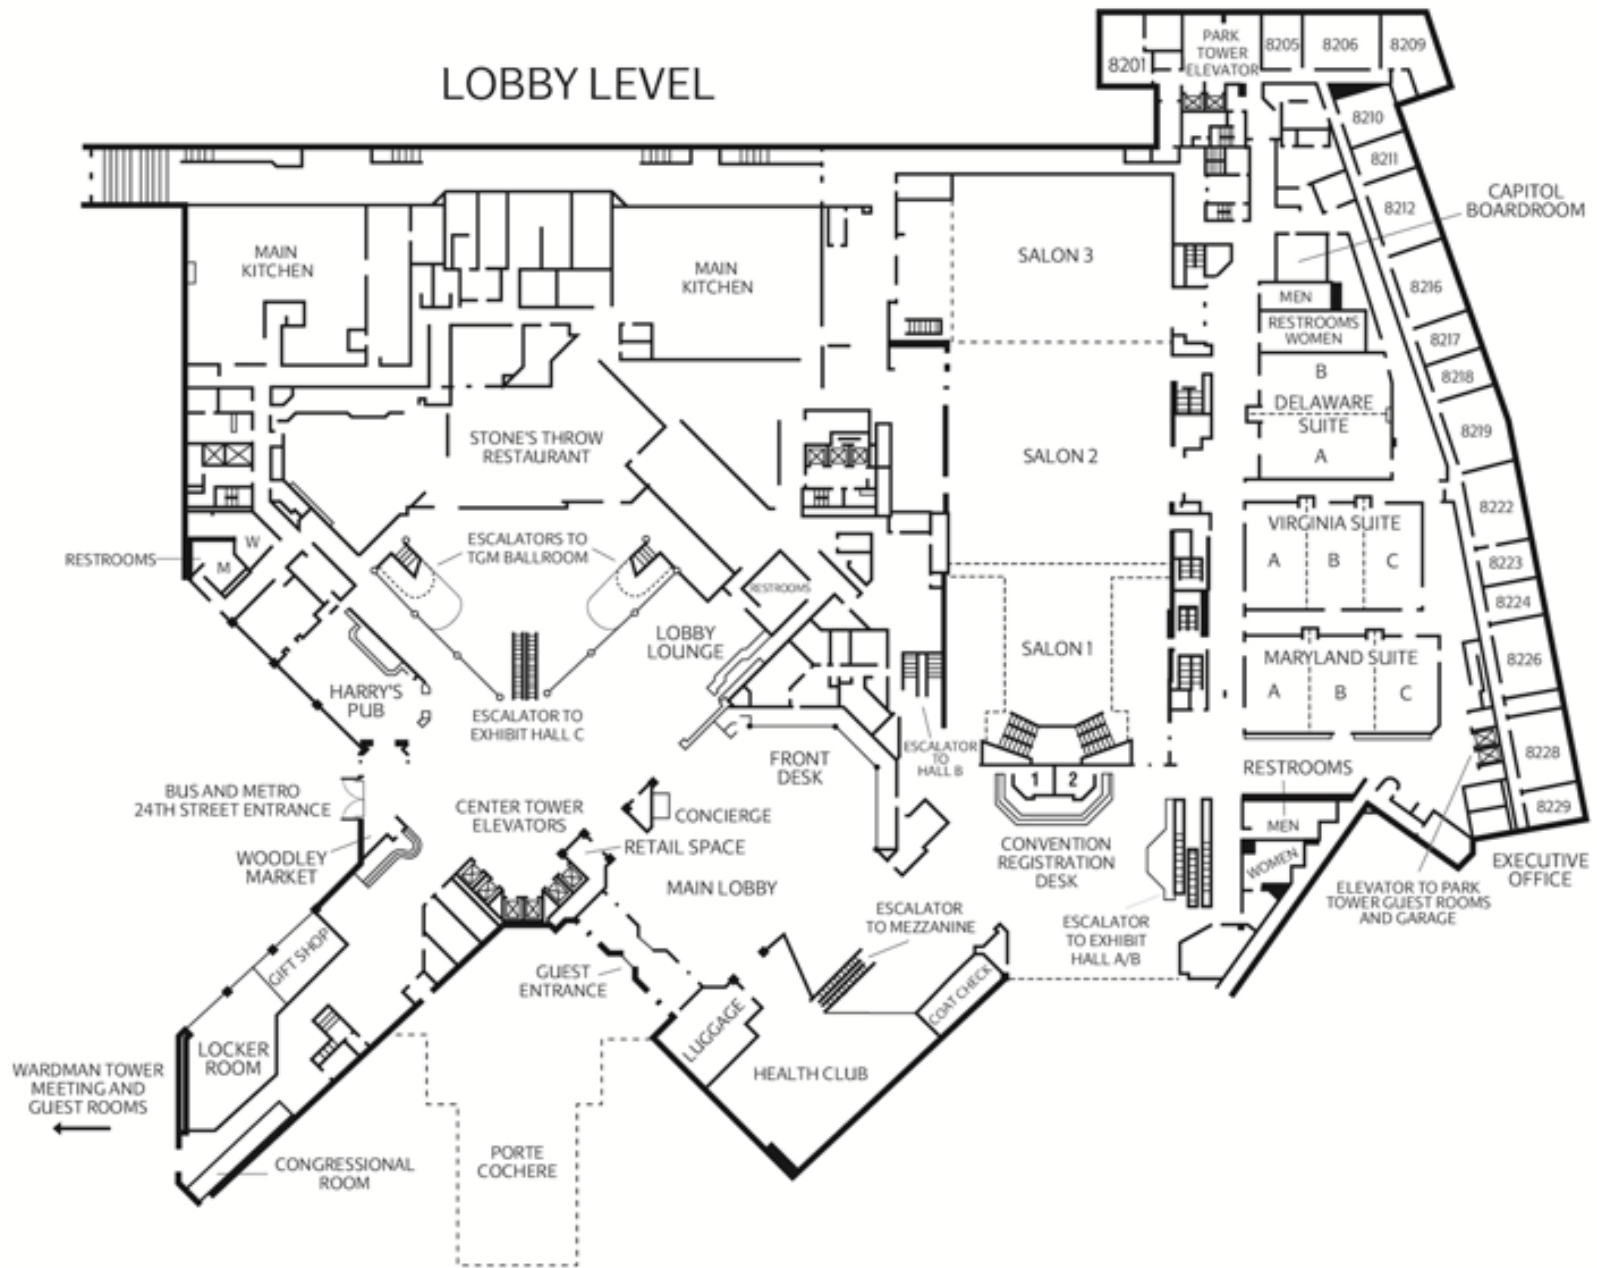 LOBBY LEVEL
PARK
TOWER
ELEVATOR
8201
8205
8206
8209
8210
8211
8212
CAPITOL
BOARDROOM
MAIN
KITCHEN
MAIN
KITCHEN
SALON 3
8216
MEN
RESTROOMS
WOMEN
8217
8218
B
DELAWARE
SUITE
A
8219
STONE'S THROW
RESTAURANT
SALON 2
8222
VIRGINIA SUITE
A
B
C
8223
8224
RESTROOMS
W
M
ESCALATORS TO
TGM BALLROOM
RESTROOMS
LOBBY
LOUNGE
SALON 1
MARYLAND SUITE
A
B
C
8226
HARRY'S
PUB
ESCALATOR TO
EXHIBIT HALL C
FRONT
DESK
ESCALATOR
TO
HALL B
1
2
8228
8229
RESTROOMS
MEN
WOMEN
BUS AND METRO
24TH STREET ENTRANCE
CENTER TOWER
ELEVATORS
CONCIERGE
RETAIL SPACE
WOODLEY
MARKET
MAIN LOBBY
CONVENTION
REGISTRATION
DESK
EXECUTIVE
OFFICE
ELEVATOR TO PARK
TOWER GUEST ROOMS
AND GARAGE
ESCALATOR
TO MEZZANINE
ESCALATOR
TO EXHIBIT
HALL A/B
GIFT SHOP
GUEST
ENTRANCE
COAT CHECK
LUGGAGE
LOCKER
ROOM
HEALTH CLUB
WARDMAN TOWER
MEETING AND
GUEST ROOMS
CONGRESSIONAL
ROOM
PORTE
COCHERE